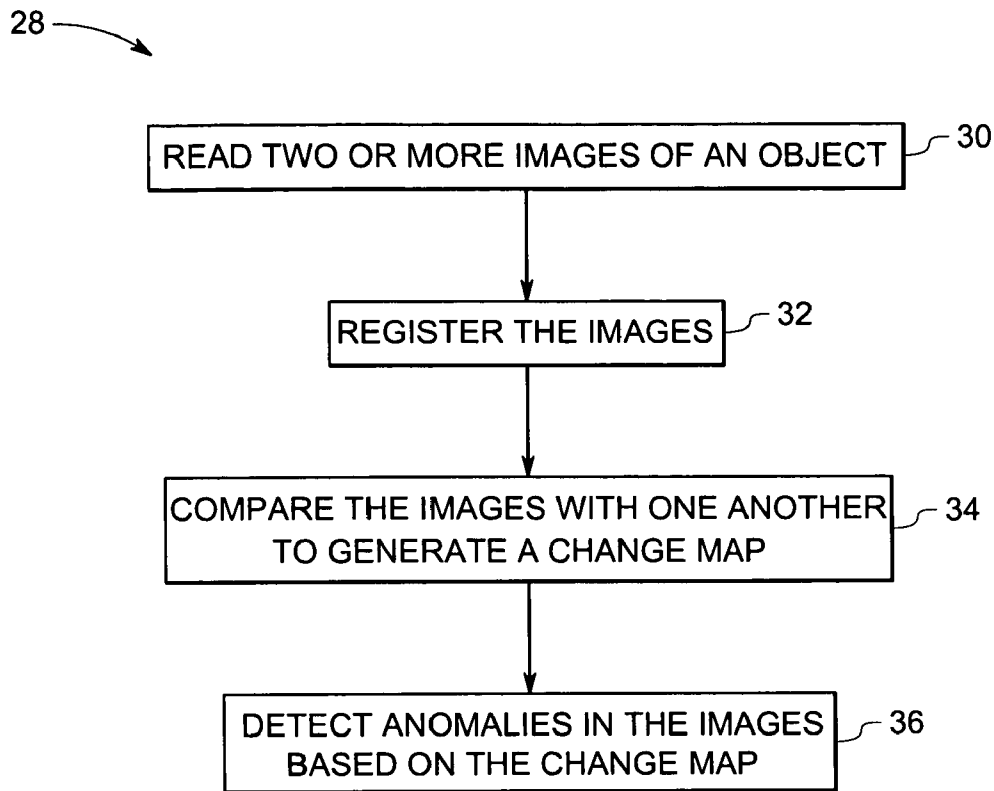 28
READ TWO OR MORE IMAGES OF AN OBJECT
30
REGISTER THE IMAGES
32
COMPARE THE IMAGES WITH ONE ANOTHER
TO GENERATE A CHANGE MAP
34
DETECT ANOMALIES IN THE IMAGES
BASED ON THE CHANGE MAP
36